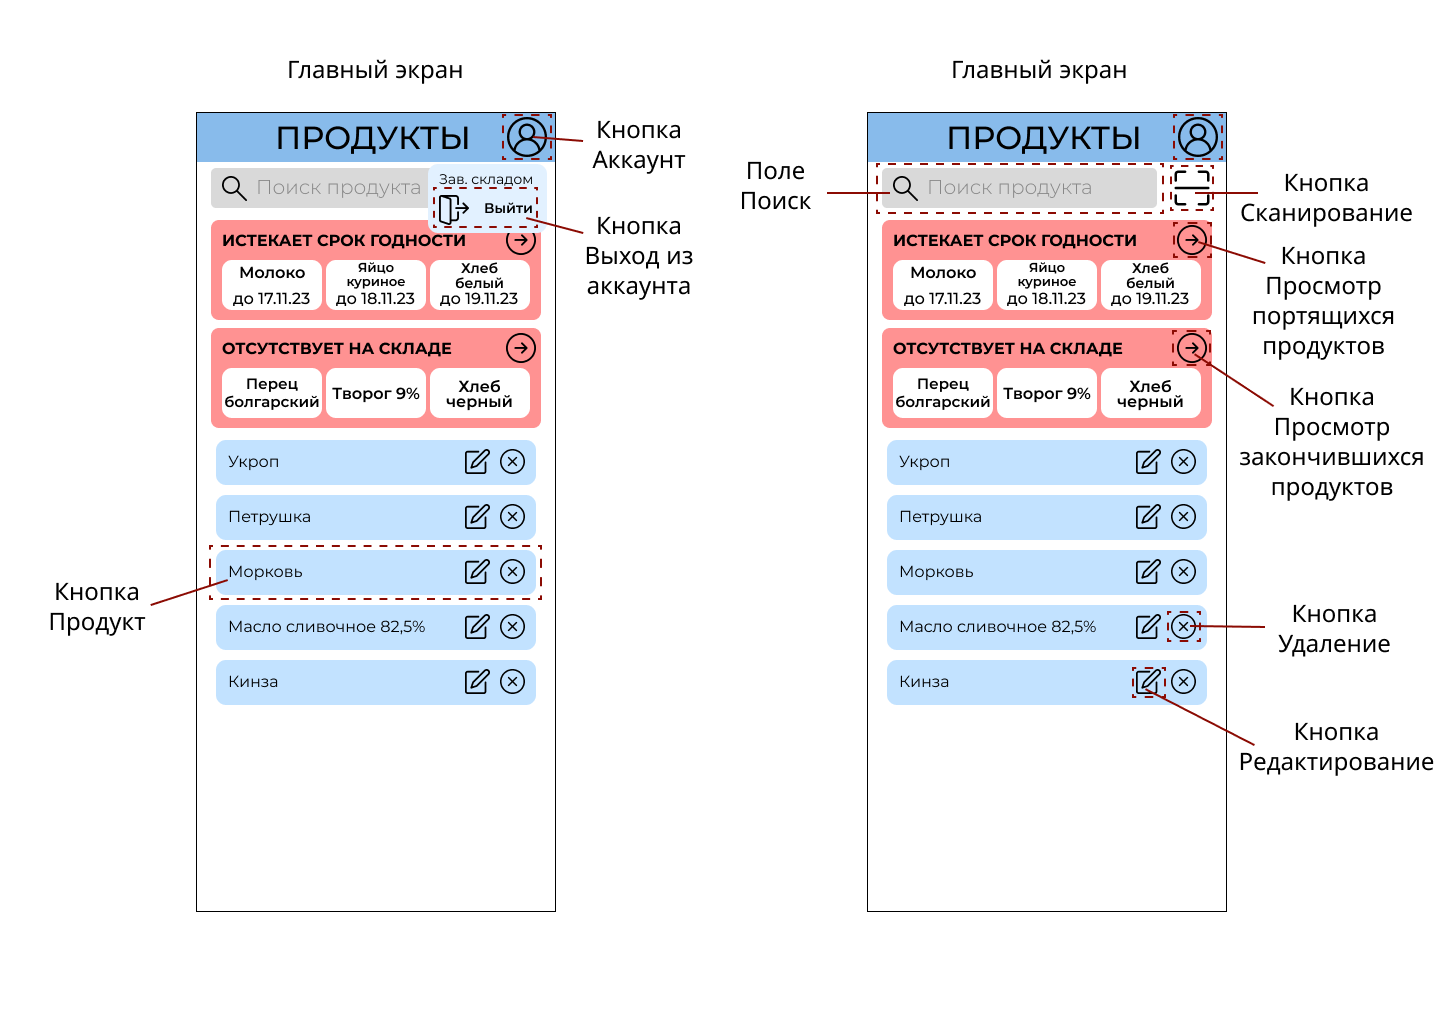 Главный экран
ПРОДУКТЫ
Кнопка
Аккаунт
Поиск продукта
Зав. складом
Выйти
Кнопка
Выход из
аккаунта
ИСТЕКАЕТ СРОК ГОДНОСТИ
Молоко
до 17.11.23
Яйцо
куриное
до 18.11.23
Хлеб
белый
до 19.11.23
ОТСУТСТВУЕТ НА СКЛАДЕ
Перец
болгарский
Творог 9%
Хлеб
черный
Укроп
Петрушка
Морковь
Кнопка
Продукт
Масло сливочное 82,5%
Кинза
Главный экран
ПРОДУКТЫ
Поле
Поиск
Поиск продукта
Кнопка
Сканирование
ИСТЕКАЕТ СРОК ГОДНОСТИ
Молоко
до 17.11.23
Яйцо
куриное
до 18.11.23
Хлеб
белый
до 19.11.23
Кнопка
Просмотр
портящихся
продуктов
ОТСУТСТВУЕТ НА СКЛАДЕ
Перец
болгарский
Творог 9%
Хлеб
черный
Кнопка
Просмотр
закончившихся
продуктов
Укроп
Петрушка
Морковь
Масло сливочное 82,5%
Кнопка
Удаление
Кинза
Кнопка
Редактирование